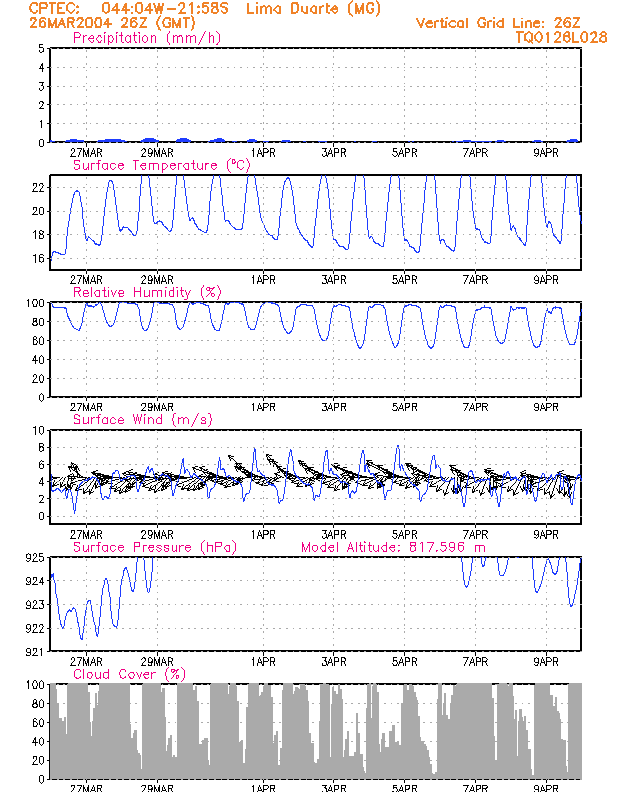 CPTEC: 044:04W-21:58S Lima Duarte (MG)
26MAR2004 26Z (GMT) Vertical Grid Line: 26Z
Precipitation (mm/h) TQ0126L028
5
4
3
2
1
0
27MAR 29MAR 1APR 3APR 5APR 7APR 9APR
Surface Temperature (°C)
22
20
18
16
27MAR 29MAR 1APR 3APR 5APR 7APR 9APR
Relative Humidity (%)
100
80
60
40
20
0
27MAR 29MAR 1APR 3APR 5APR 7APR 9APR
Surface Wind (m/s)
10
8
6
4
2
0
27MAR 29MAR 1APR 3APR 5APR 7APR 9APR
Surface Pressure (hPa) Model Altitude: 817.596 m
925
924
923
922
921
27MAR 29MAR 1APR 3APR 5APR 7APR 9APR
Cloud Cover (%)
100
80
60
40
20
0
27MAR 29MAR 1APR 3APR 5APR 7APR 9APR